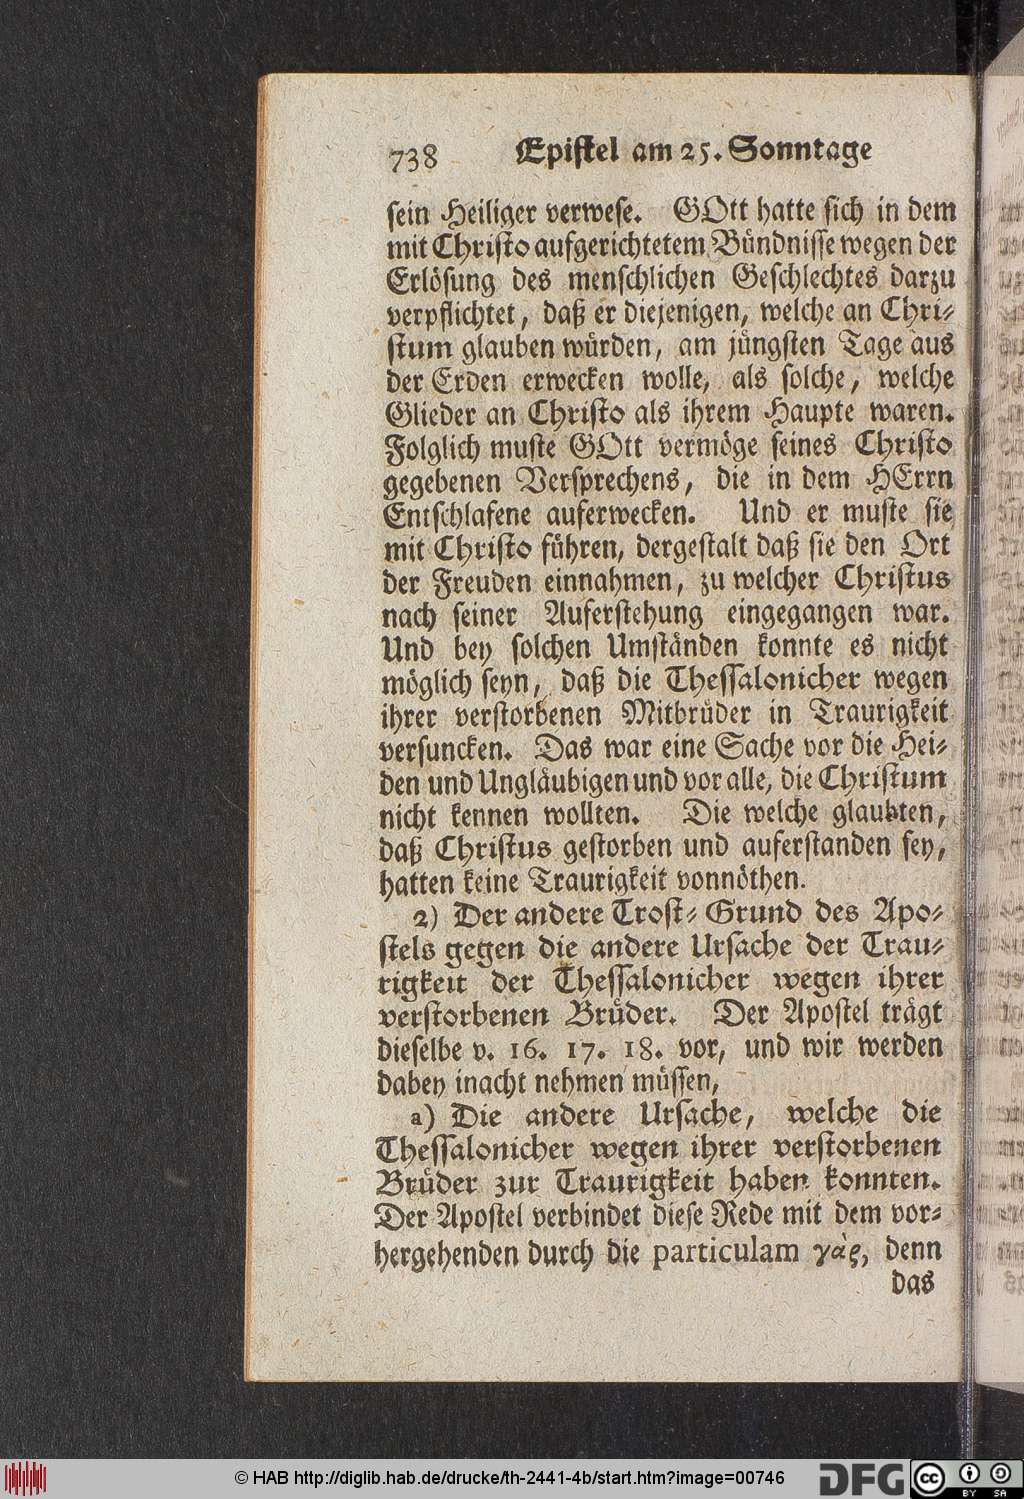 738 Epistel am 25. Sonntage
sein Heiliger verwese. GOtt hatte sich in dem
mit Christo aufgerichtetem Bündnisse wegen der
Erlösung des menschlichen Geschlechtes darzu
verpflichtet, daß er diejenigen, welche an Chri-
stum glauben würden, am jüngsten Tage aus
der Erden erwecken wolle, als solche, welche
Glieder an Christo als ihrem Haupte waren.
Folglich muste GOtt vermöge seines Christo
gegebenen Versprechens, die in dem HErrn
Entschlafene auferwecken. Und er muste sie
mit Christo führen, dergestalt daß sie den Ort
der Freuden einnahmen, zu welcher Christus
nach seiner Auferstehung eingegangen war.
Und bey solchen Umständen konnte es nicht
möglich seyn, daß die Thessalonicher wegen
ihrer verstorbenen Mitbrüder in Traurigkeit
versuncken. Das war eine Sache vor die Hei-
den und Ungläubigen und vor alle, die Christum
nicht kennen wollten. Die welche glaubten,
daß Christus gestorben und auferstanden sey,
hatten keine Traurigkeit vonnöthen.
2) Der andere Trost-Grund des Apo-
stels gegen die andere Ursache der Trau-
rigkeit der Thessalonicher wegen ihrer
verstorbenen Brüder. Der Apostel trägt
dieselbe v. 16. 17. 18. vor, und wir werden
dabey inacht nehmen müssen,
a) Die andere Ursache, welche die
Thessalonicher wegen ihrer verstorbenen
Brüder zur Traurigkeit haben konnten.
Der Apostel verbindet diese Rede mit dem vor-
hergehenden durch die particulam γὰρ, denn
das
© HAB http://diglib.hab.de/drucke/th-2441-4b/start.htm?image=00746
DFG
cc BY SA